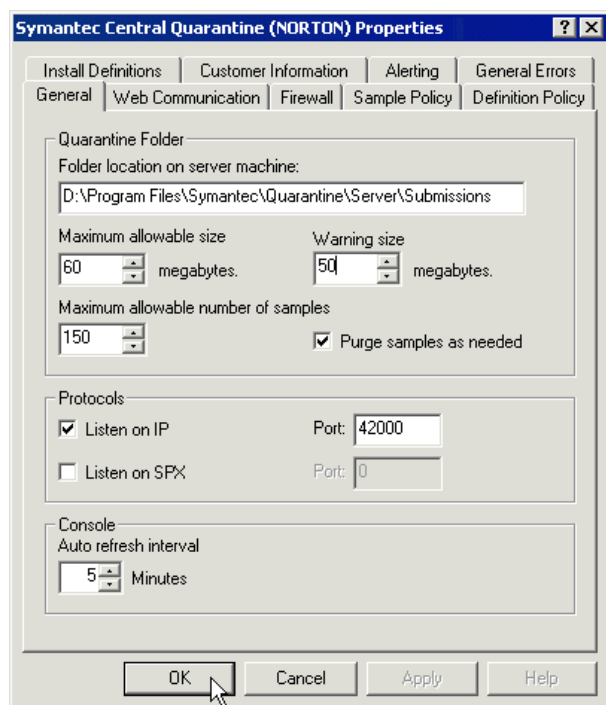 Symantec Central Quarantine (NORTON) Properties
Install Definitions Customer Information Alerting General Errors
General Web Communication Firewall Sample Policy Definition Policy
Quarantine Folder
Folder location on server machine:
D:\Program Files\Symantec\Quarantine\Server\Submissions
Maximum allowable size Warning size
60 megabytes. 50 megabytes.
Maximum allowable number of samples
150 Purge samples as needed
Protocols
Listen on IP Port: 42000
Listen on SPX Port: 0
Console
Auto refresh interval
5 Minutes
OK Cancel Apply Help